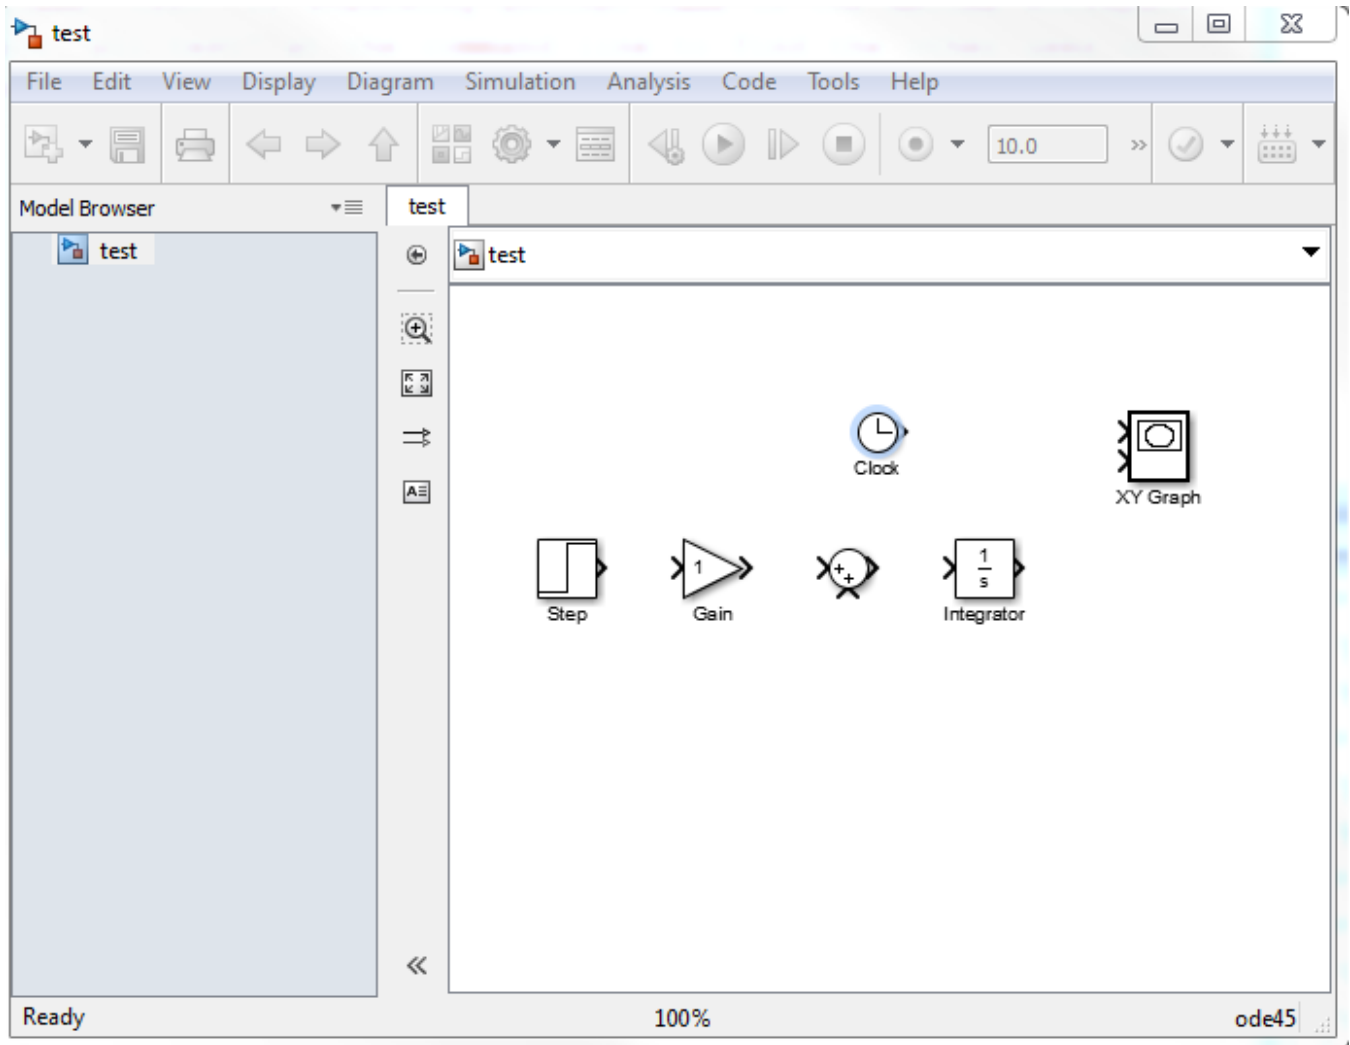 test
File Edit View Display Diagram Simulation Analysis Code Tools Help
10.0 »
Model Browser
test
test
test
Clock
XY Graph
1
+
+
1
s
Step
Gain
Integrator
Ready
100%
ode45